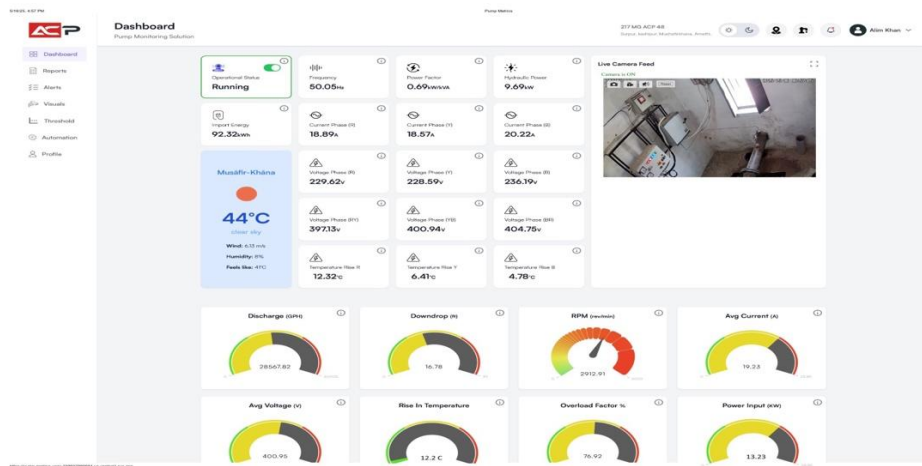 Pump Metrics
ACP
Dashboard
Pump Monitoring Solution
217 MG ACP 48
Alim Khan
Dashboard
Reports
Alerts
Visuals
Threshold
Automation
Profile
Operational Status
Running
Frequency
50.05Hz
Power Factor
0.69kW/kVA
Hydraulic Power
9.69kW
Import Energy
92.32kWh
Current Phase (R)
18.89A
Current Phase (Y)
18.57A
Current Phase (B)
20.22A
Musāfir-Khāna
44°C
clear sky
Wind: 6.13 m/s
Humidity: 8%
Feels like: 41°C
Voltage Phase (R)
229.62V
Voltage Phase (Y)
228.59V
Voltage Phase (B)
236.19V
Voltage Phase (RY)
397.13V
Voltage Phase (YB)
400.94V
Voltage Phase (BR)
404.75V
Temperature Rise R
12.32°C
Temperature Rise Y
6.41°C
Temperature Rise B
4.78°C
Live Camera Feed
Camera is ON
Discharge (GPH)
28567.82
Downdrop (ft)
16.78
RPM (rev/min)
2912.91
Avg Current (A)
19.23
Avg Voltage (V)
400.95
Rise In Temperature
12.2 C
Overload Factor %
76.92
Power Input (KW)
13.23